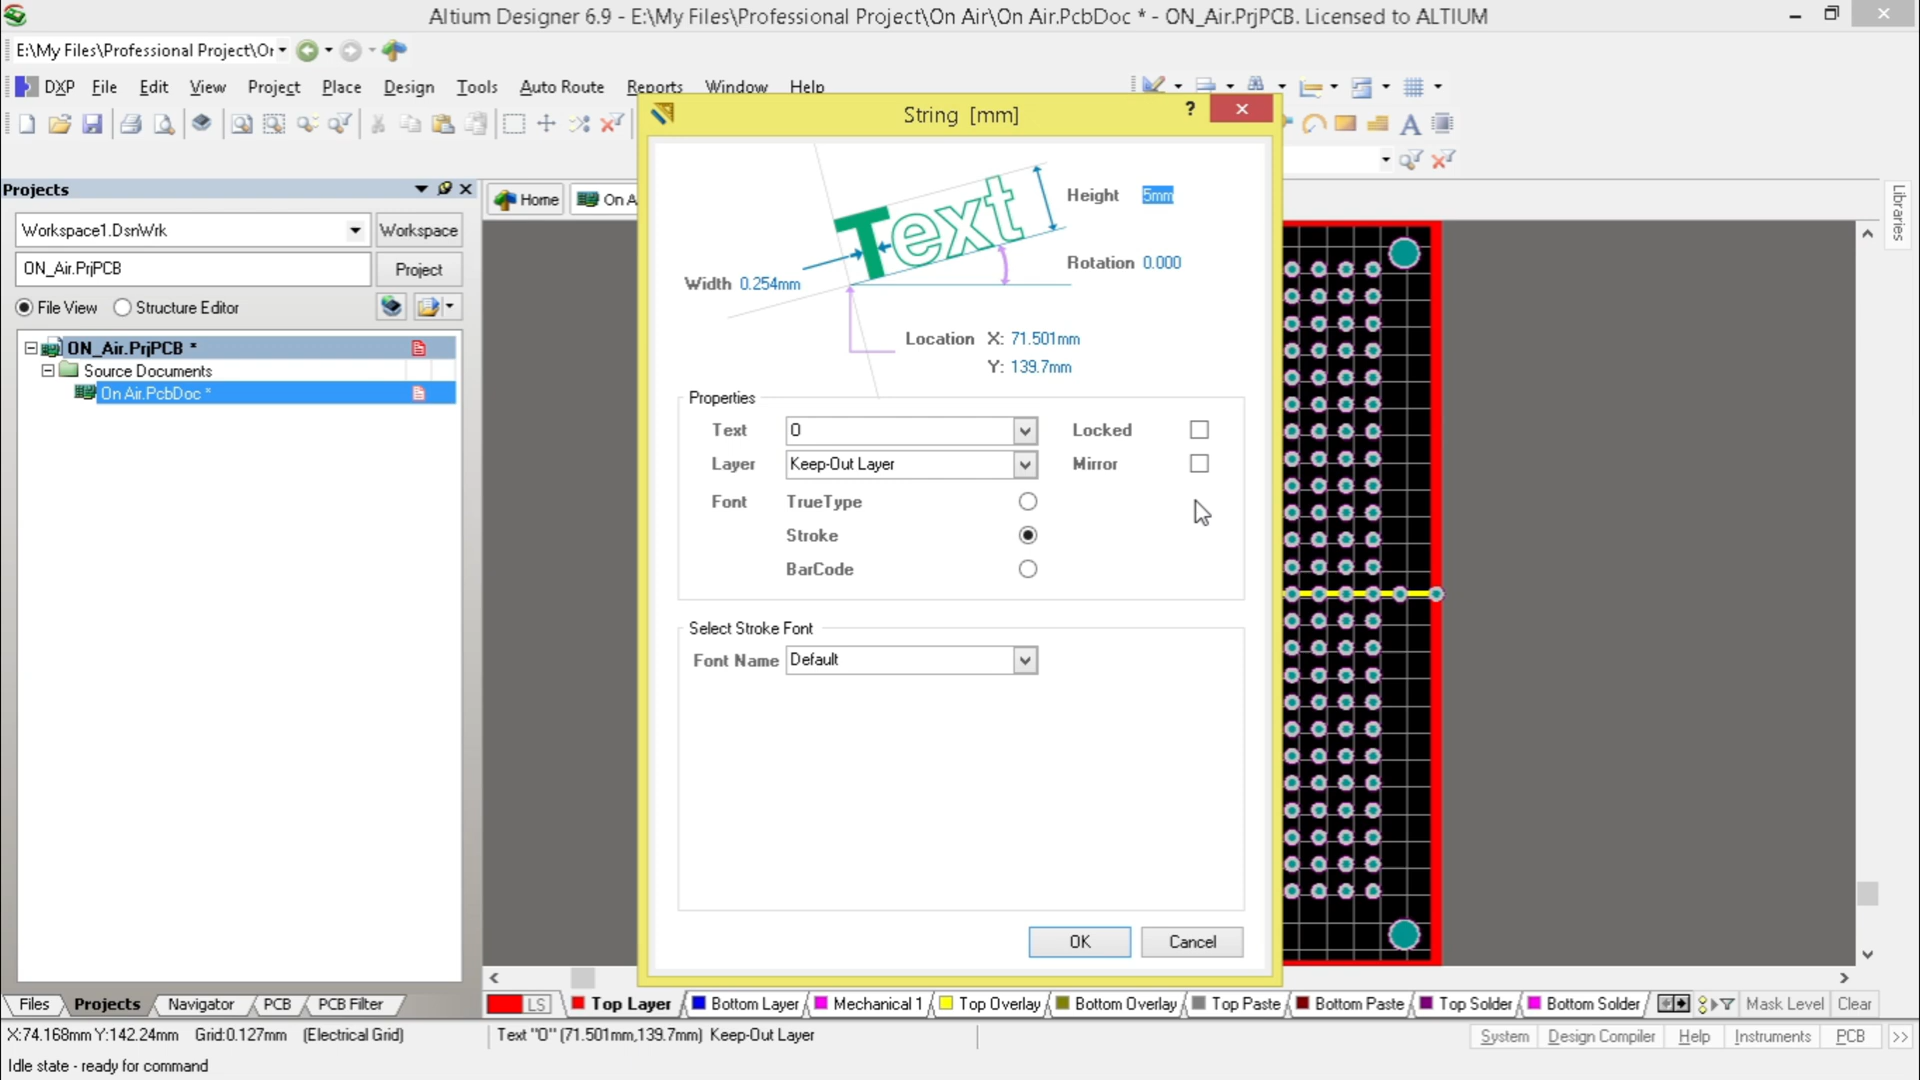 Altium Designer 6.9 - E:\My Files\Professional Project\On Air\On Air.PcbDoc * - ON_Air.PrjPCB. Licensed to ALTIUM
E:\My Files\Professional Project\Or
DXP File Edit View Project Place Design Tools Auto Route Reports Window Help
String [mm] ?
A
Projects
Home On A
Libraries
Workspace1.DsnWrk Workspace
ON_Air.PrjPCB Project
File View Structure Editor
ON_Air.PrjPCB *
Source Documents
On Air.PcbDoc *
Text
Height 5mm
Rotation 0.000
Width 0.254mm
Location X: 71.501mm
Y: 139.7mm
Properties
Text O Locked
Layer Keep-Out Layer Mirror
Font TrueType
Stroke
BarCode
Select Stroke Font
Font Name Default
OK Cancel
Files Projects Navigator PCB PCB Filter
LS Top Layer Bottom Layer Mechanical 1 Top Overlay Bottom Overlay Top Paste Bottom Paste Top Solder Bottom Solder Mask Level Clear
X:74.168mm Y:142.24mm Grid:0.127mm (Electrical Grid) Text "O" (71.501mm,139.7mm) Keep-Out Layer
System Design Compiler Help Instruments PCB >>
Idle state - ready for command